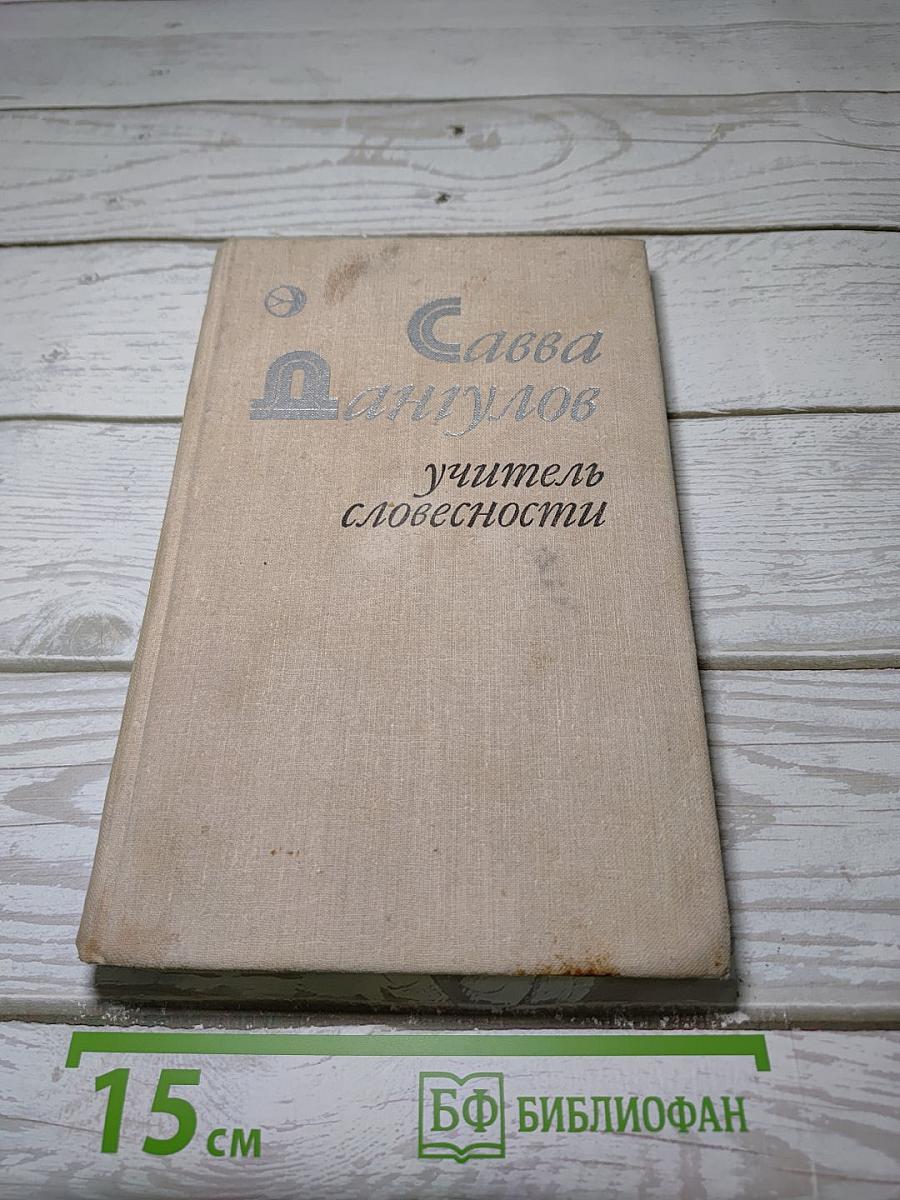 Савва
Дангулов
учитель
словесности
15 см
БФ БИБЛИОФАН